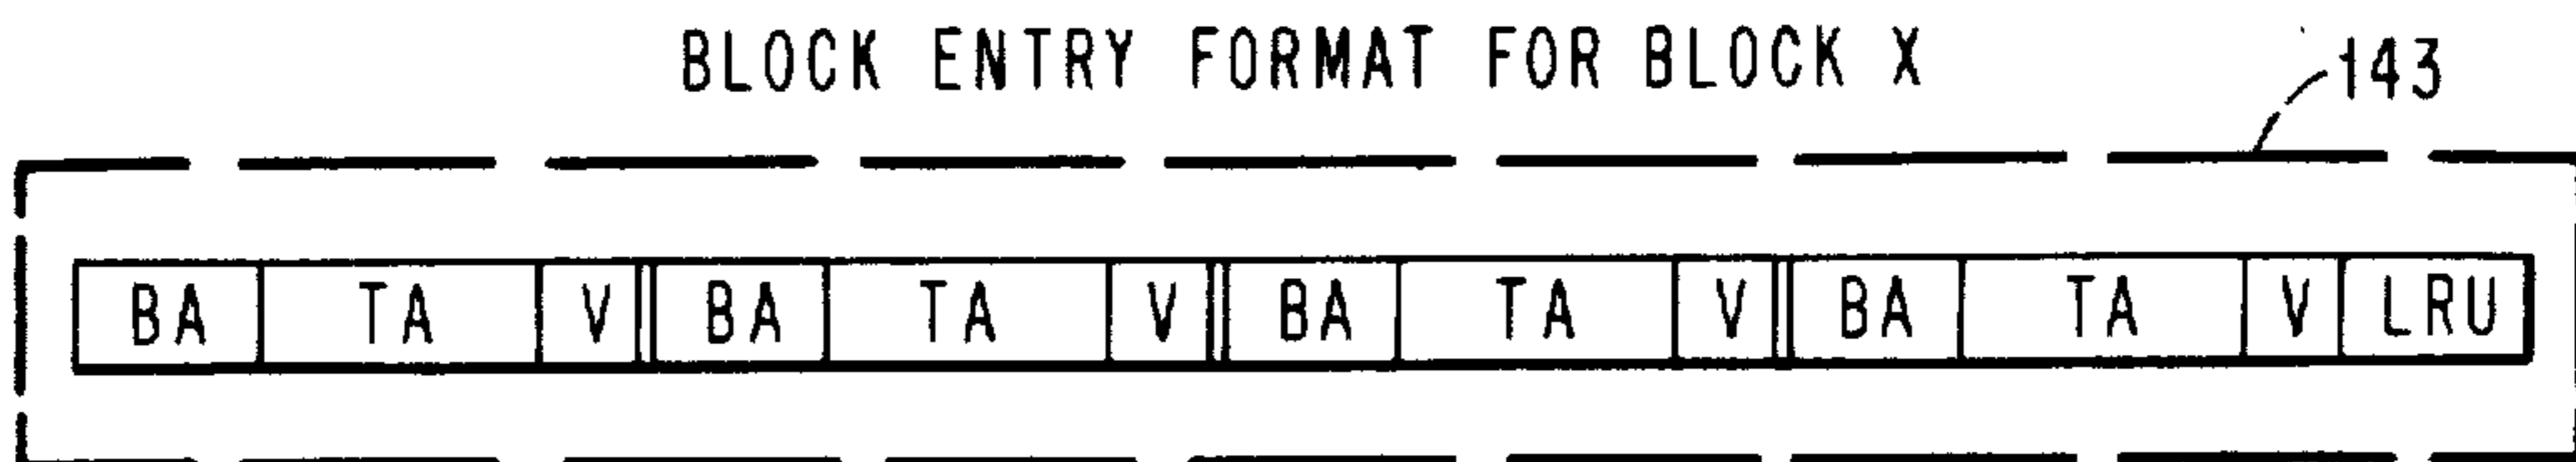 BLOCK ENTRY FORMAT FOR BLOCK X
143
BA TA V BA TA V BA TA V BA TA V LRU